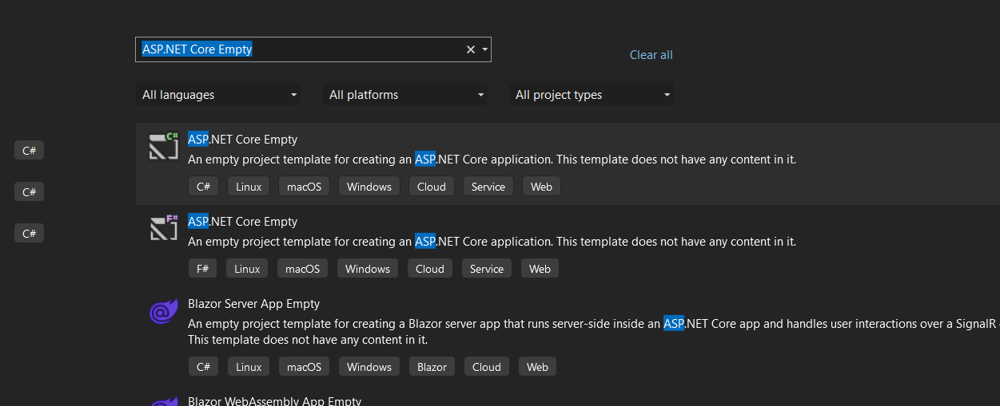 ASP.NET Core Empty
Clear all
All languages
All platforms
All project types
C#
C#
C#
C#
ASP.NET Core Empty
An empty project template for creating an ASP.NET Core application. This template does not have any content in it.
C# Linux macOS Windows Cloud Service Web
F#
ASP.NET Core Empty
An empty project template for creating an ASP.NET Core application. This template does not have any content in it.
F# Linux macOS Windows Cloud Service Web
Blazor Server App Empty
An empty project template for creating a Blazor server app that runs server-side inside an ASP.NET Core app and handles user interactions over a SignalR
This template does not have any content in it.
C# Linux macOS Windows Blazor Cloud Web
Blazor WebAssembly App Empty